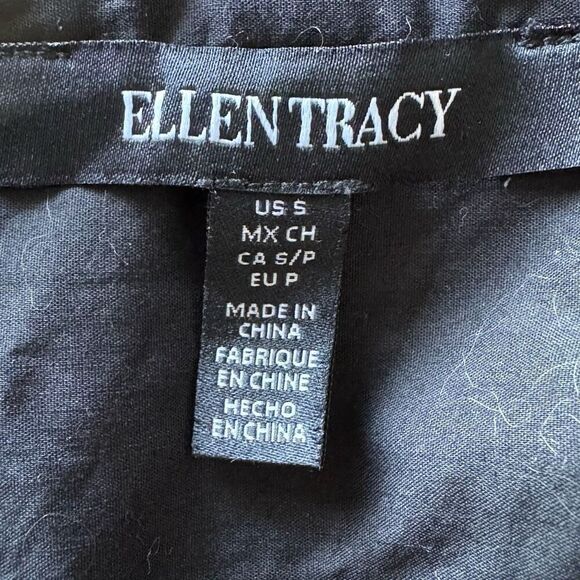 ELLEN TRACY
US S
MX CH
CA S/P
EU P
MADE IN
CHINA
FABRIQUE
EN CHINE
HECHO
EN CHINA